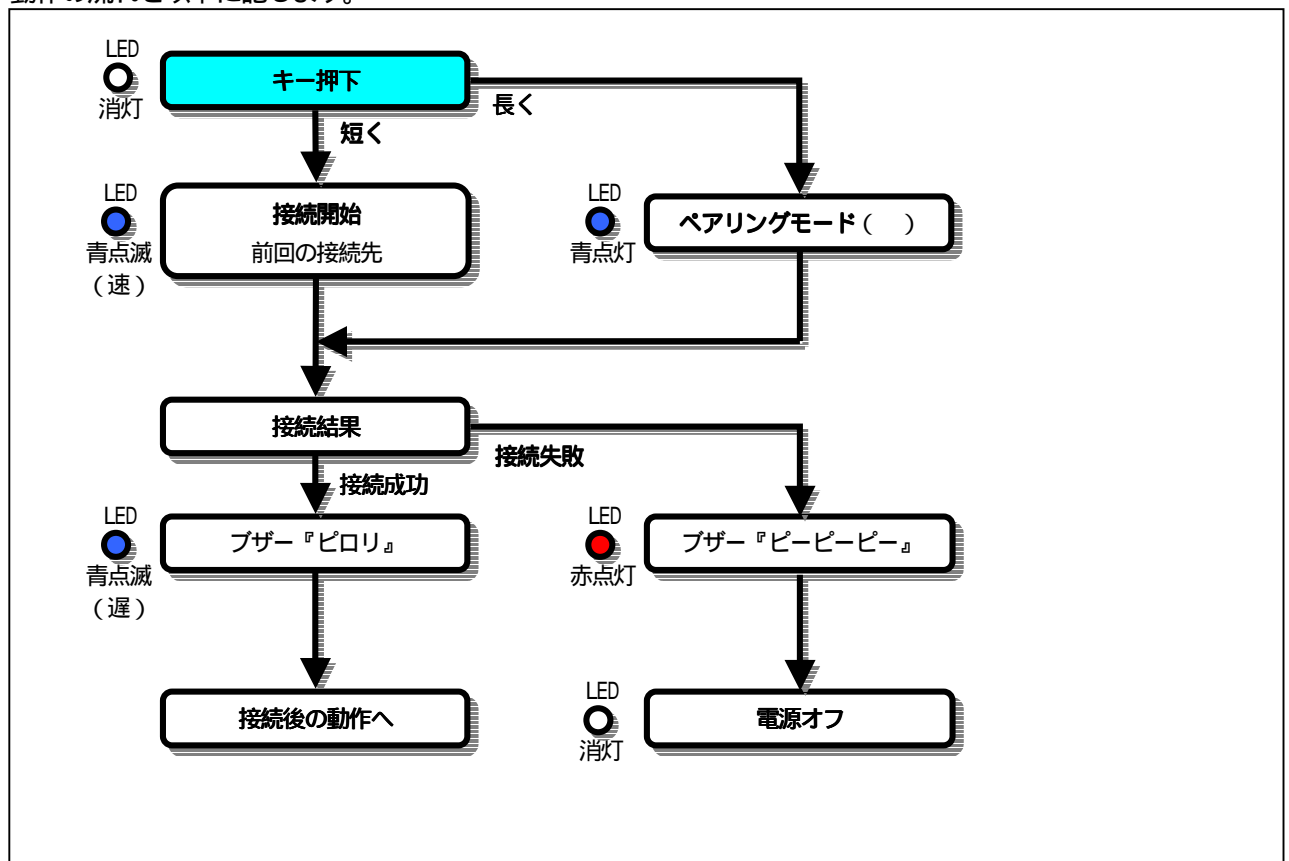 動作の流れを以下に記します。
LED
キー押下
消灯
長く
短く
LED
接続開始
前回の接続先
青点滅
(速)
LED
ペアリングモード(　)
青点灯
接続結果
接続失敗
接続成功
LED
ブザー『ピロリ』
青点滅
(遅)
LED
ブザー『ピーピーピー』
赤点灯
接続後の動作へ
LED
電源オフ
消灯